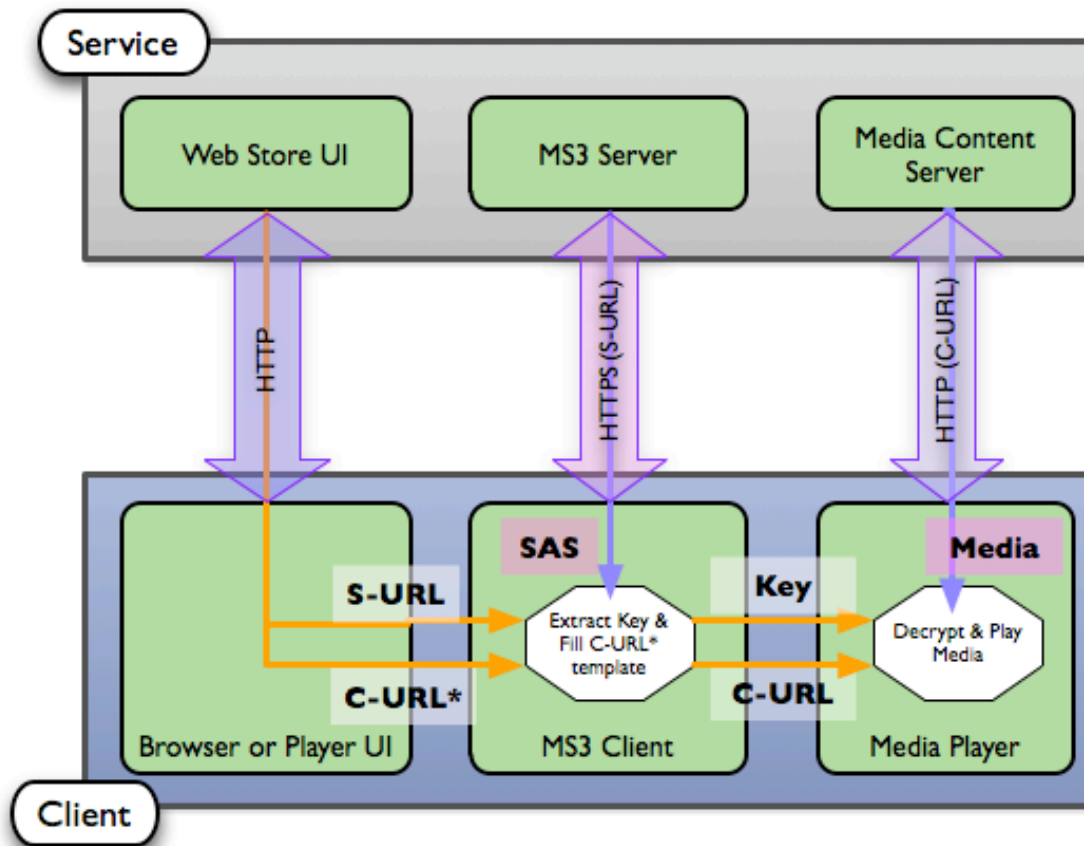 Service
Web Store UI
MS3 Server
Media Content
Server
HTTP
HTTPS (S-URL)
HTTP (C-URL)
SAS
Media
S-URL
Key
Extract Key &
Fill C-URL*
template
Decrypt & Play
Media
C-URL*
C-URL
Browser or Player UI
MS3 Client
Media Player
Client